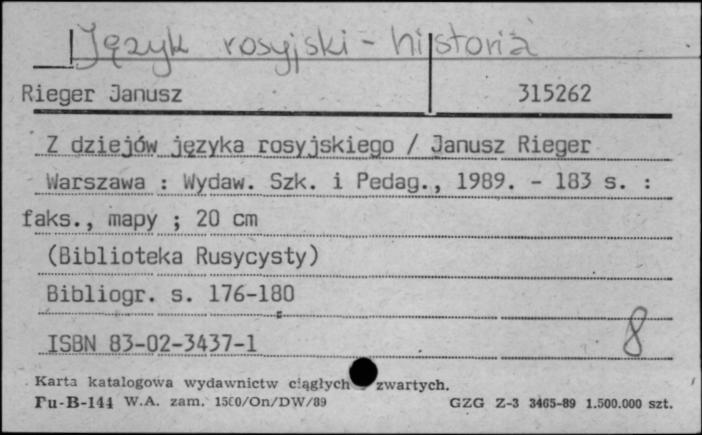 Język rosyjski - historia
Rieger Janusz 315262
Z dziejów języka rosyjskiego / Janusz Rieger
Warszawa : Wydaw. Szk. i Pedag., 1989. - 183 s. :
faks., mapy ; 20 cm
(Biblioteka Rusycysty)
Bibliogr. s. 176-180
ISBN 83-02-3437-1 8
Karta katalogowa wydawnictw ciągłych zwartych.
Pu-B-144 W.A. zam. 1500/On/DW/89 GZG Z-3 3465-89 1.500.000 szt.